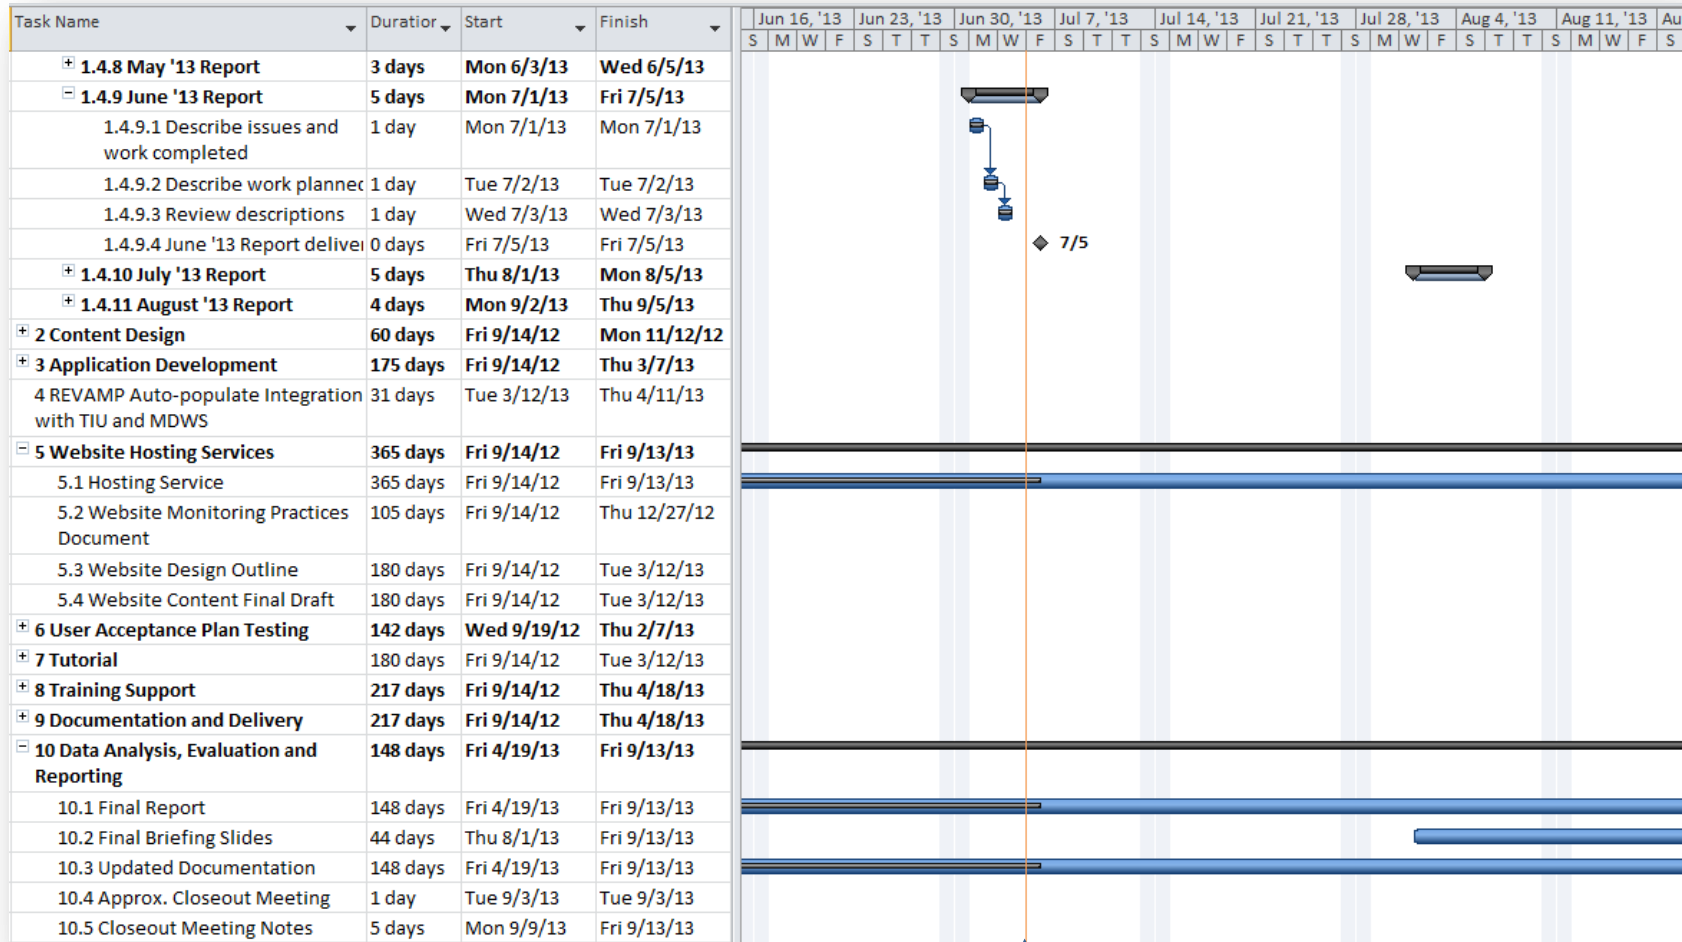 Task Name Duration Start Finish Jun 16, '13 Jun 23, '13 Jun 30, '13 Jul 7, '13 Jul 14, '13 Jul 21, '13 Jul 28, '13 Aug 4, '13 Aug 11, '13 Au
S M W F S T T S M W F S T T S M W F S T T S M W F S T T S M W F S
1.4.8 May '13 Report 3 days Mon 6/3/13 Wed 6/5/13
1.4.9 June '13 Report 5 days Mon 7/1/13 Fri 7/5/13
1.4.9.1 Describe issues and 1 day Mon 7/1/13 Mon 7/1/13
work completed
1.4.9.2 Describe work planned 1 day Tue 7/2/13 Tue 7/2/13
1.4.9.3 Review descriptions 1 day Wed 7/3/13 Wed 7/3/13
1.4.9.4 June '13 Report deliver 0 days Fri 7/5/13 Fri 7/5/13 7/5
1.4.10 July '13 Report 5 days Thu 8/1/13 Mon 8/5/13
1.4.11 August '13 Report 4 days Mon 9/2/13 Thu 9/5/13
2 Content Design 60 days Fri 9/14/12 Mon 11/12/12
3 Application Development 175 days Fri 9/14/12 Thu 3/7/13
4 REVAMP Auto-populate Integration 31 days Tue 3/12/13 Thu 4/11/13
with TIU and MDWS
5 Website Hosting Services 365 days Fri 9/14/12 Fri 9/13/13
5.1 Hosting Service 365 days Fri 9/14/12 Fri 9/13/13
5.2 Website Monitoring Practices 105 days Fri 9/14/12 Thu 12/27/12
Document
5.3 Website Design Outline 180 days Fri 9/14/12 Tue 3/12/13
5.4 Website Content Final Draft 180 days Fri 9/14/12 Tue 3/12/13
6 User Acceptance Plan Testing 142 days Wed 9/19/12 Thu 2/7/13
7 Tutorial 180 days Fri 9/14/12 Tue 3/12/13
8 Training Support 217 days Fri 9/14/12 Thu 4/18/13
9 Documentation and Delivery 217 days Fri 9/14/12 Thu 4/18/13
10 Data Analysis, Evaluation and 148 days Fri 4/19/13 Fri 9/13/13
Reporting
10.1 Final Report 148 days Fri 4/19/13 Fri 9/13/13
10.2 Final Briefing Slides 44 days Thu 8/1/13 Fri 9/13/13
10.3 Updated Documentation 148 days Fri 4/19/13 Fri 9/13/13
10.4 Approx. Closeout Meeting 1 day Tue 9/3/13 Tue 9/3/13
10.5 Closeout Meeting Notes 5 days Mon 9/9/13 Fri 9/13/13